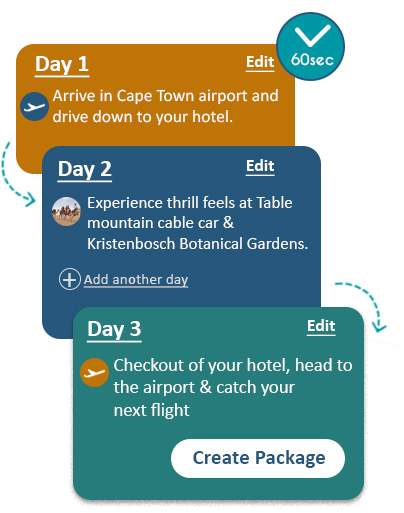 60sec
Day 1
Edit
Arrive in Cape Town airport and
drive down to your hotel.
Day 2
Edit
Experience thrill feels at Table
mountain cable car &
Kristenbosch Botanical Gardens.
Add another day
Day 3
Edit
Checkout of your hotel, head to
the airport & catch your
next flight
Create Package